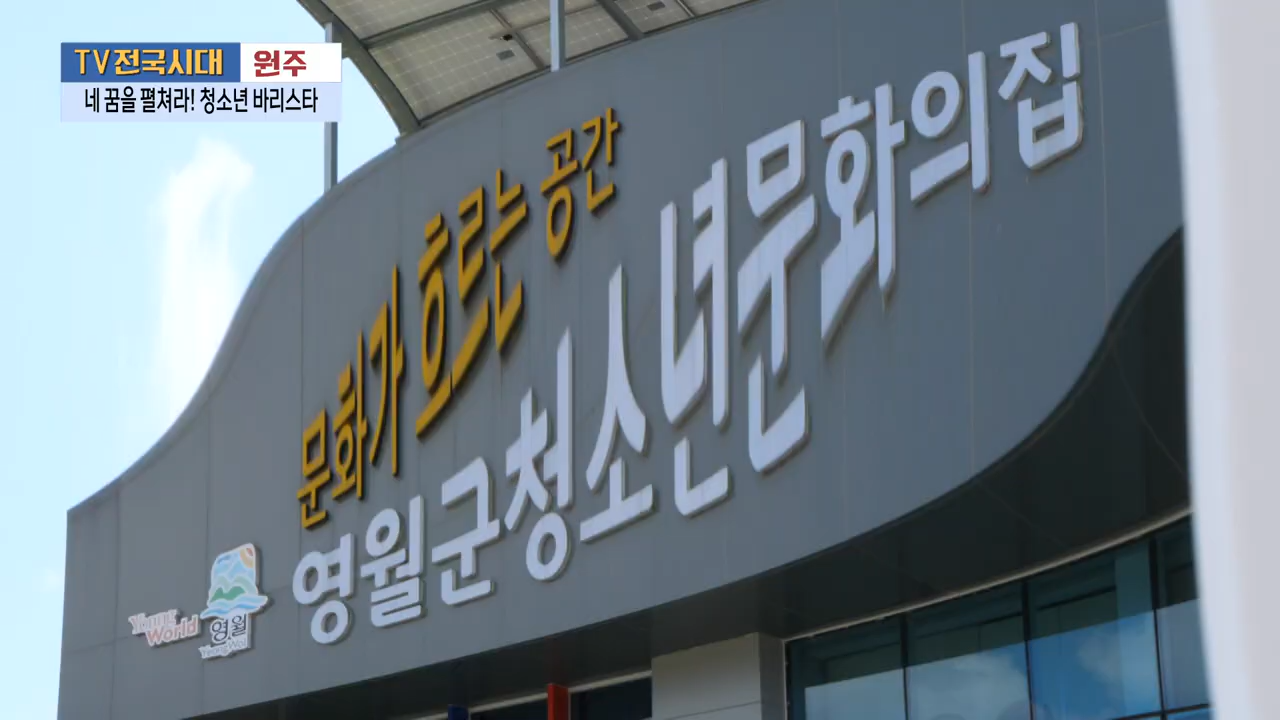 TV전국시대 원주
네 꿈을 펼쳐라! 청소년 바리스타
문화가 흐르는 공간
영월군청소년문화의집
Young World
영월
YeongWol